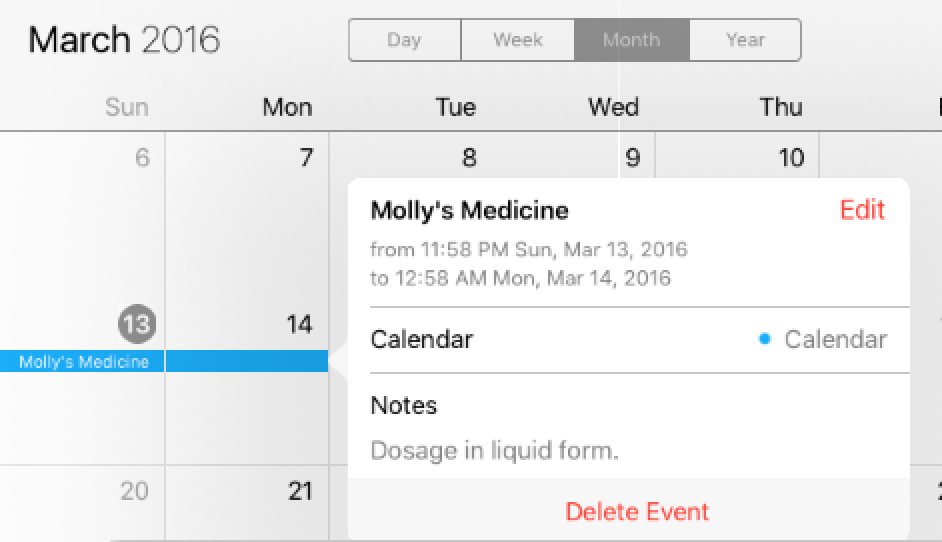 March 2016
Day Week Month Year
Sun Mon Tue Wed Thu
6 7 8 9 10
Molly's Medicine Edit
from 11:58 PM Sun, Mar 13, 2016
to 12:58 AM Mon, Mar 14, 2016
13 14
Calendar Calendar
Molly's Medicine
Notes
Dosage in liquid form.
20 21
Delete Event